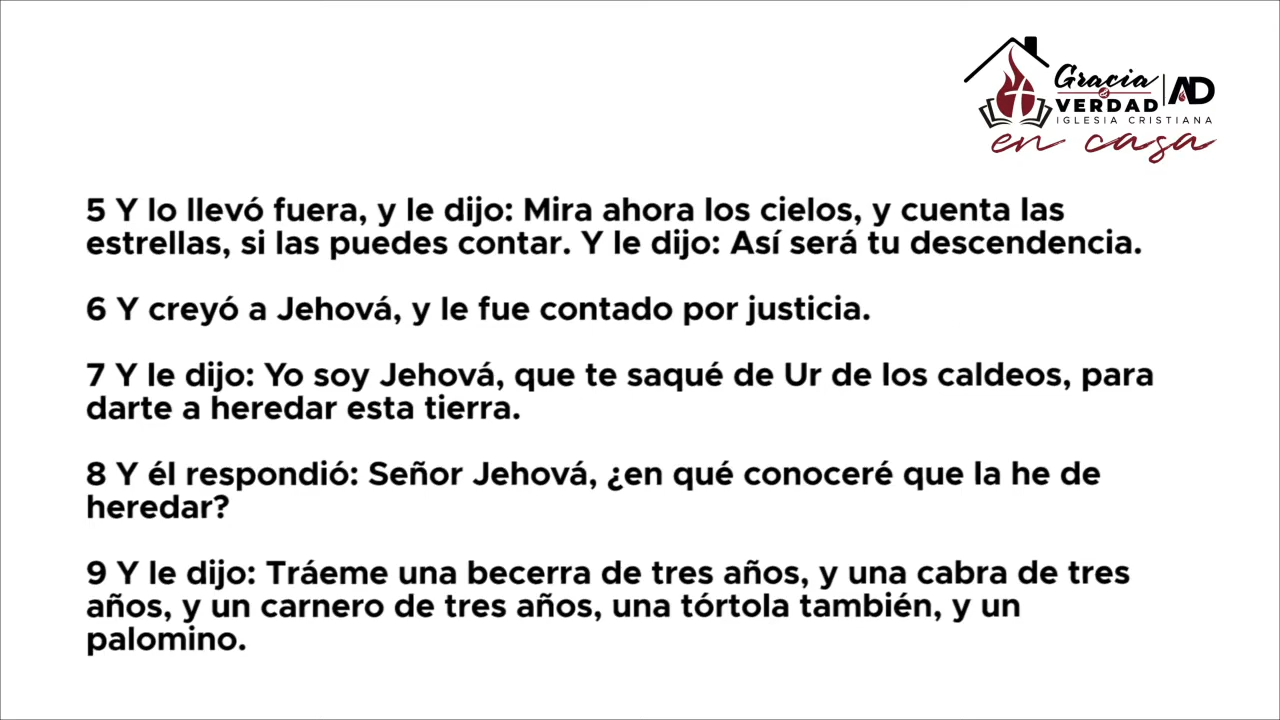 Gracia
VERDAD
AD
IGLESIA CRISTIANA
en casa
5 Y lo llevó fuera, y le dijo: Mira ahora los cielos, y cuenta las
estrellas, si las puedes contar. Y le dijo: Así será tu descendencia.
6 Y creyó a Jehová, y le fue contado por justicia.
7 Y le dijo: Yo soy Jehová, que te saqué de Ur de los caldeos, para
darte a heredar esta tierra.
8 Y él respondió: Señor Jehová, ¿en qué conoceré que la he de
heredar?
9 Y le dijo: Tráeme una becerra de tres años, y una cabra de tres
años, y un carnero de tres años, una tórtola también, y un
palomino.